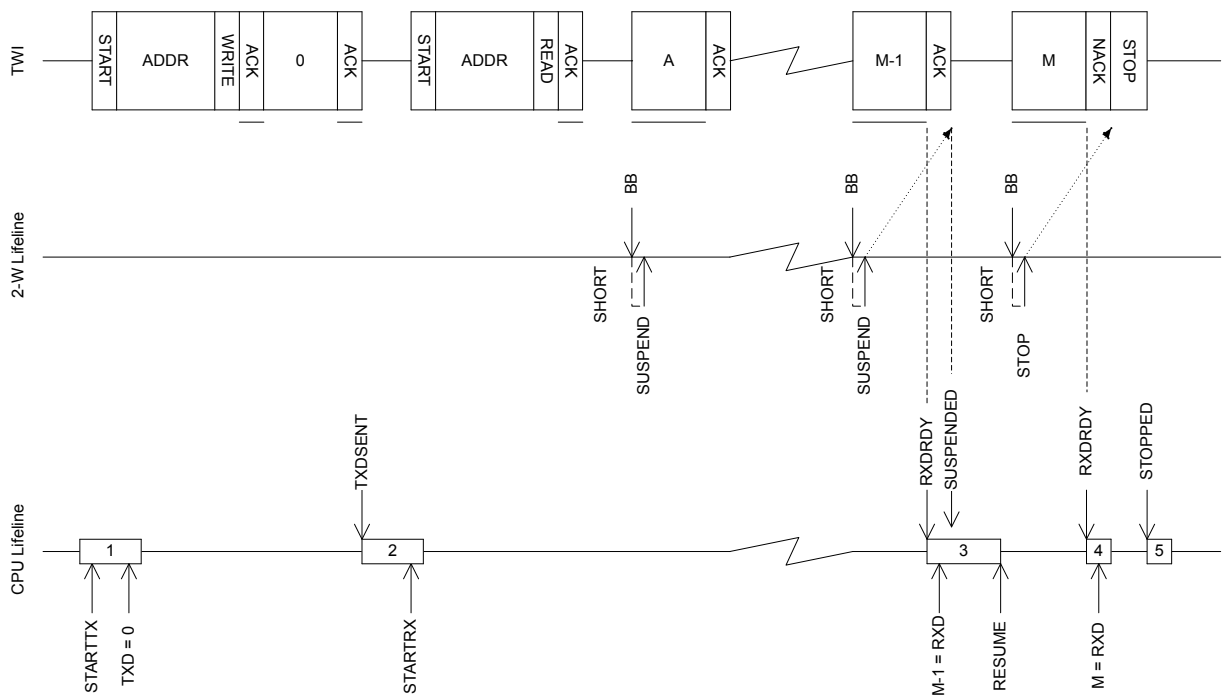 TWI
START
ADDR
WRITE
ACK
0
ACK
START
ADDR
READ
ACK
A
ACK
M-1
ACK
M
NACK
STOP
2-W Lifeline
BB
SHORT
SUSPEND
BB
SHORT
SUSPEND
BB
SHORT
STOP
CPU Lifeline
TXDSENT
RXDRDY
SUSPENDED
RXDRDY
STOPPED
1
2
3
4
5
STARTTX
TXD = 0
STARTRX
M-1 = RXD
RESUME
M = RXD